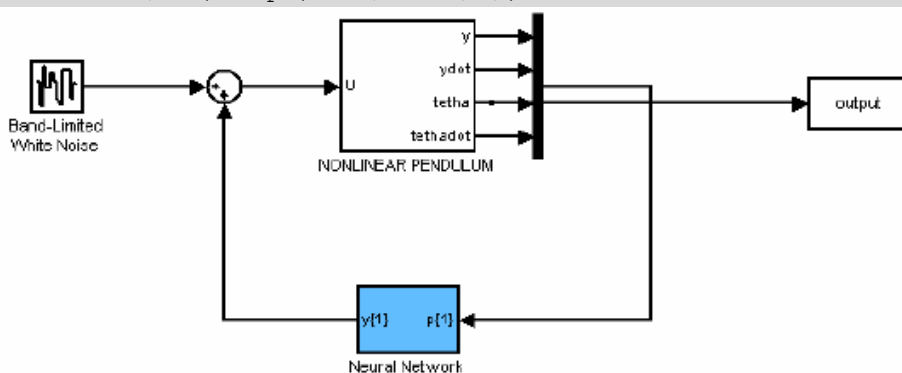 y
ydot
tetha
tethadot
U
NONLINEAR PENDULUM
Band-Limited
White Noise
output
y{1}
p{1}
Neural Network